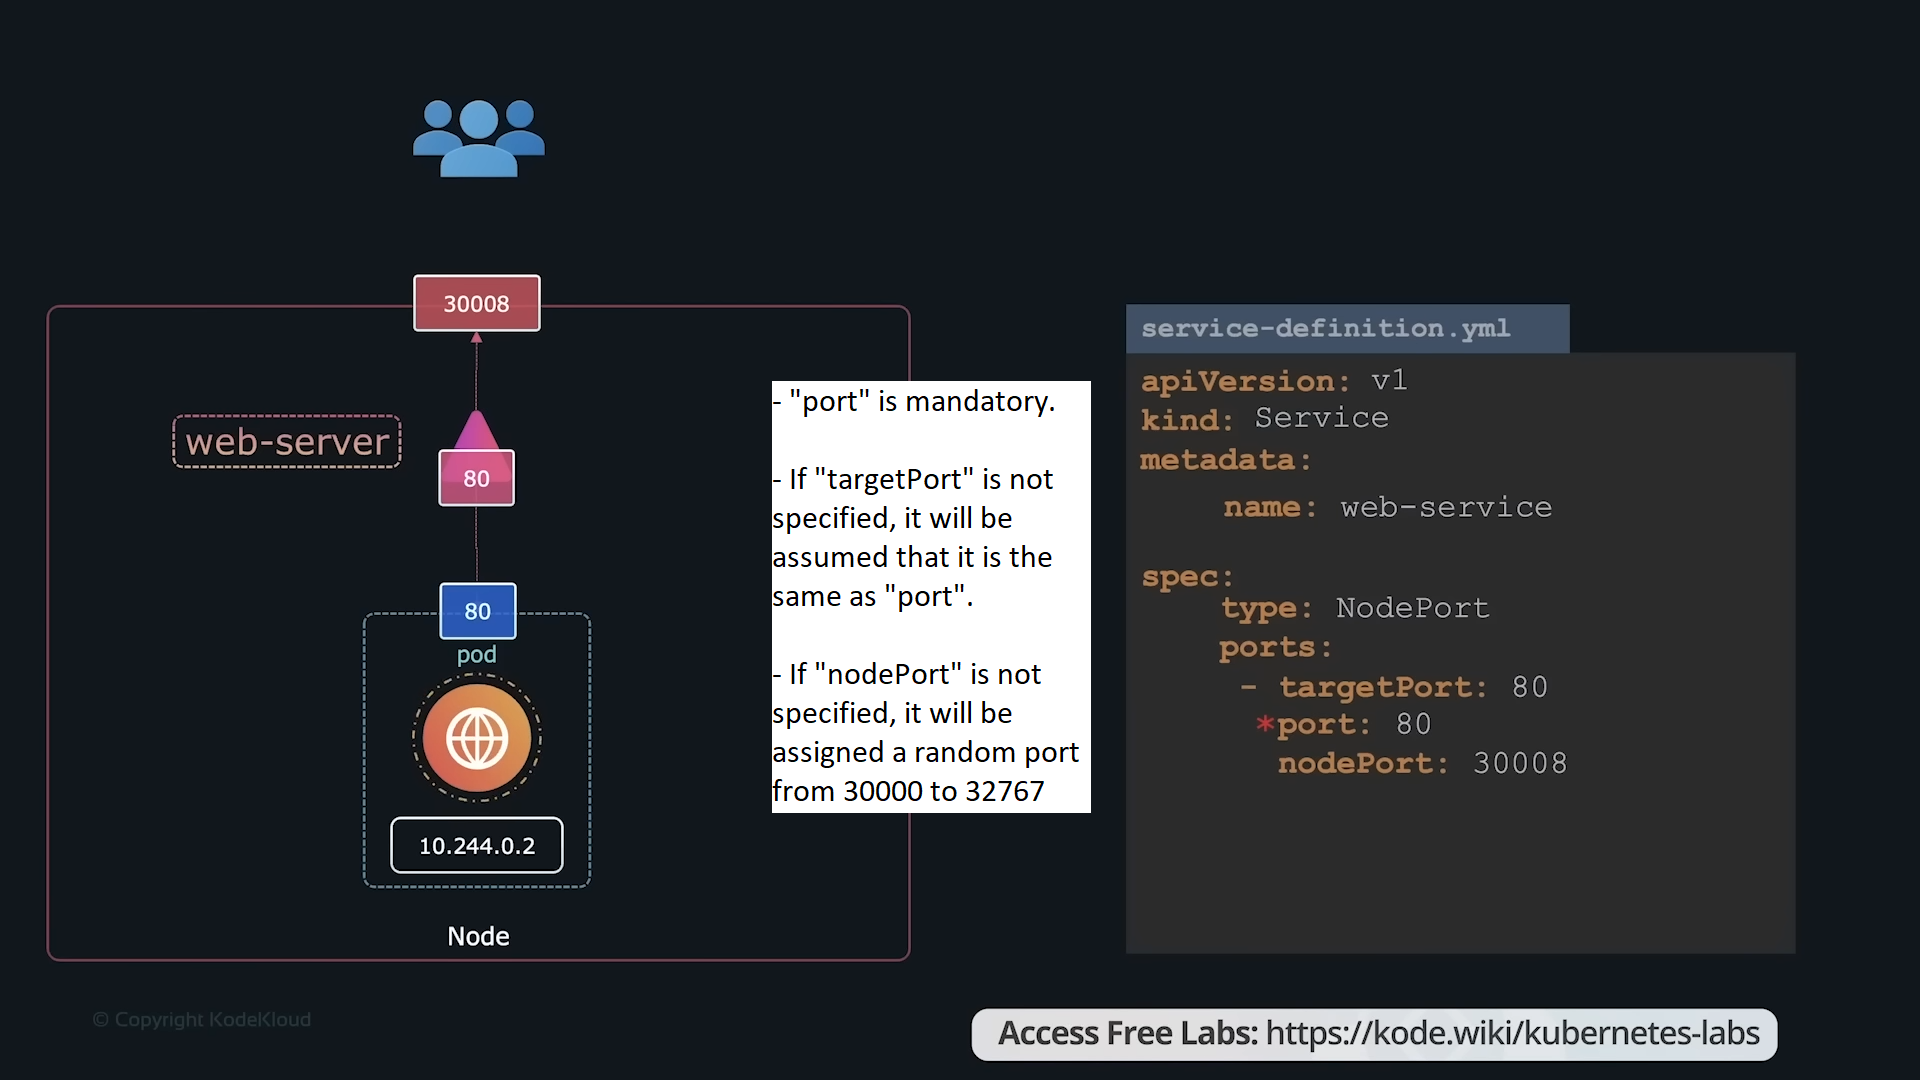 30008
web-server
80
80
pod
10.244.0.2
Node
- "port" is mandatory.
- If "targetPort" is not
specified, it will be
assumed that it is the
same as "port".
- If "nodePort" is not
specified, it will be
assigned a random port
from 30000 to 32767
service-definition.yml
apiVersion: v1
kind: Service
metadata:
name: web-service
spec:
type: NodePort
ports:
- targetPort: 80
*port: 80
nodePort: 30008
© Copyright KodeKloud
Access Free Labs: https://kode.wiki/kubernetes-labs